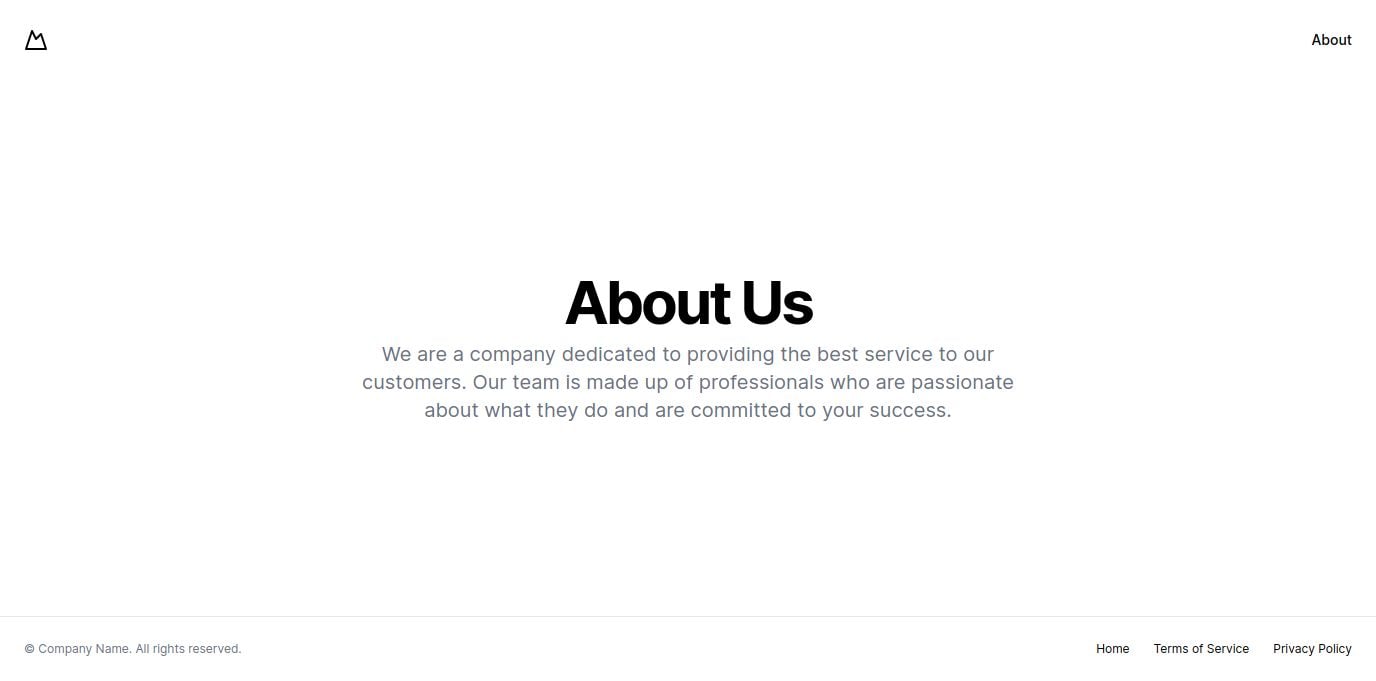 About
About Us
We are a company dedicated to providing the best service to our
customers. Our team is made up of professionals who are passionate
about what they do and are committed to your success.
© Company Name. All rights reserved.
Home
Terms of Service
Privacy Policy